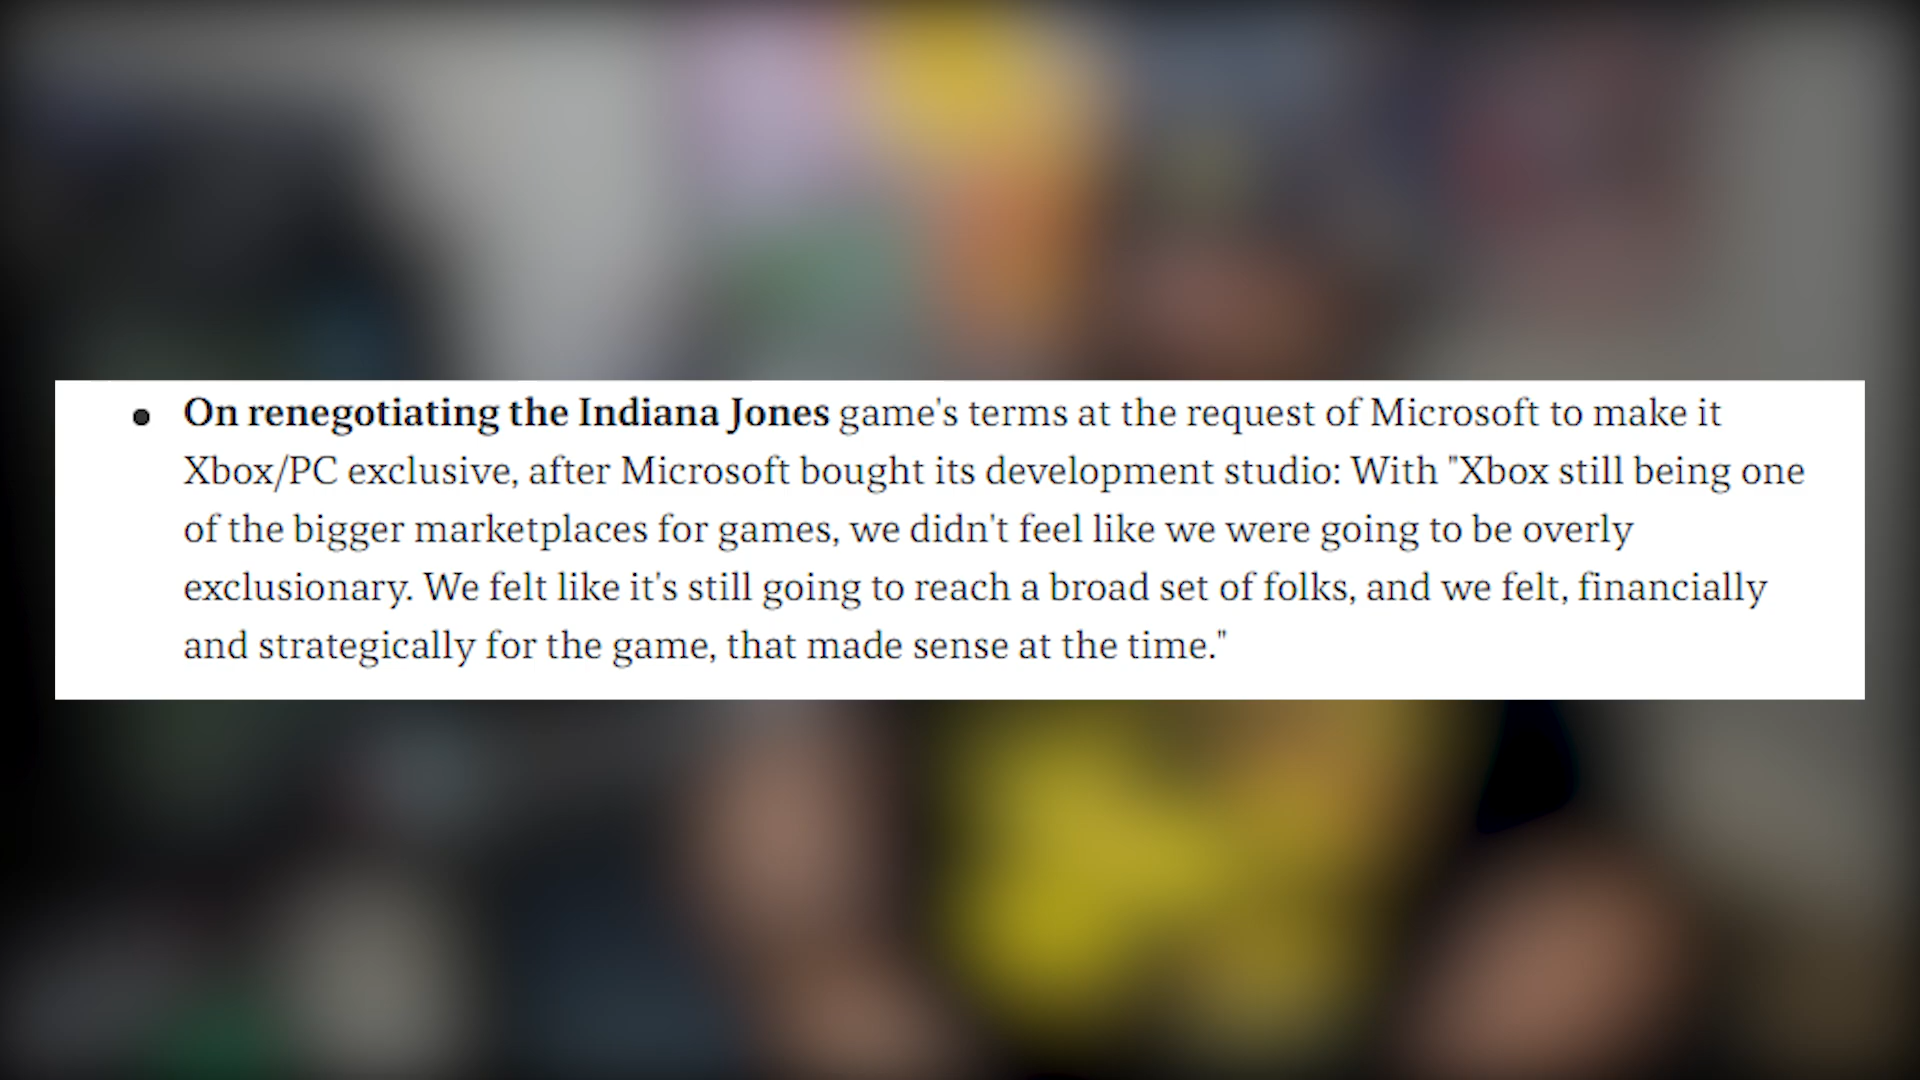 • On renegotiating the Indiana Jones game's terms at the request of Microsoft to make it
Xbox/PC exclusive, after Microsoft bought its development studio: With "Xbox still being one
of the bigger marketplaces for games, we didn't feel like we were going to be overly
exclusionary. We felt like it's still going to reach a broad set of folks, and we felt, financially
and strategically for the game, that made sense at the time."